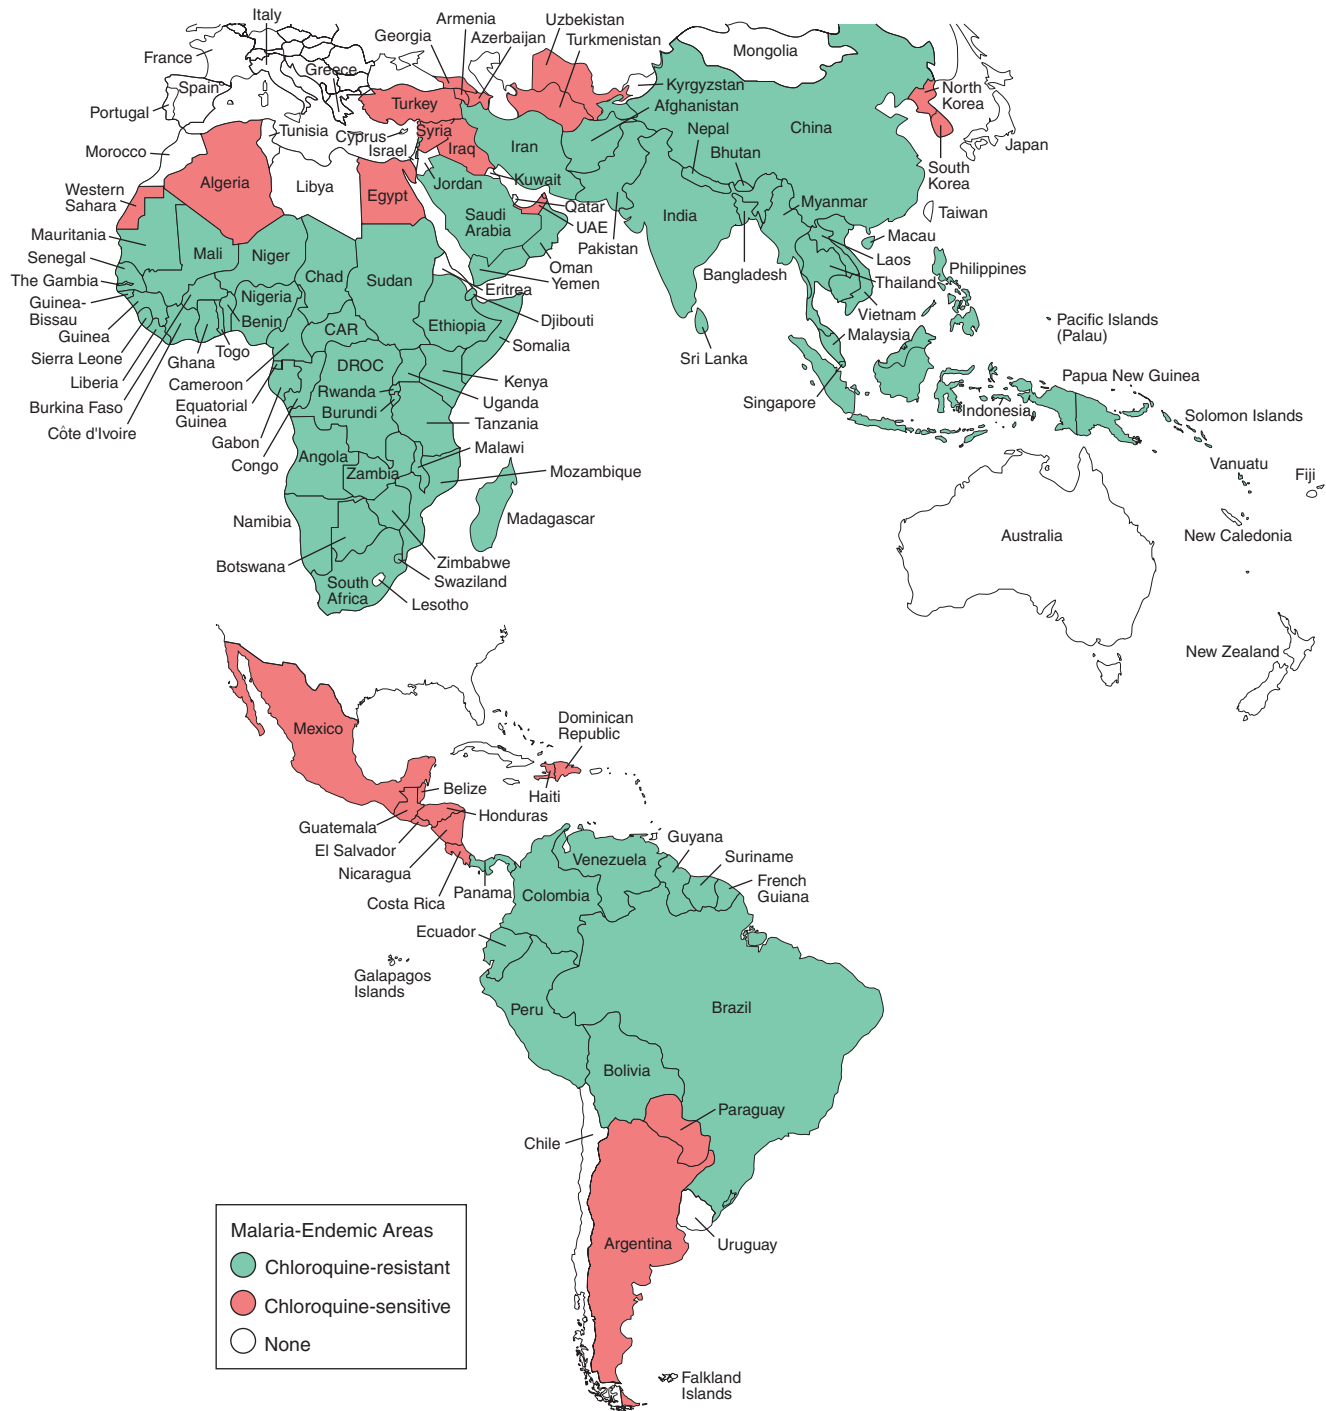 Italy
Armenia
Uzbekistan
Georgia
Azerbaijan
Turkmenistan
France
Mongolia
Greece
Spain
Kyrgyzstan
North
Korea
Portugal
Turkey
Afghanistan
Tunisia
Cyprus
Syria
Nepal
China
Israel
Iraq
Iran
Japan
Morocco
Bhutan
South
Korea
Algeria
Libya
Egypt
Jordan
Kuwait
Western
Sahara
Qatar
Myanmar
Saudi
Arabia
UAE
India
Taiwan
Mauritania
Pakistan
Macau
Mali
Niger
Senegal
Laos
Chad
Sudan
Oman
Bangladesh
Philippines
The Gambia
Yemen
Thailand
Guinea-
Bissau
Nigeria
Eritrea
Benin
Djibouti
Vietnam
Guinea
CAR
Ethiopia
Pacific Islands
(Palau)
Malaysia
Somalia
Sierra Leone
Ghana
Togo
Sri Lanka
DROC
Liberia
Cameroon
Kenya
Papua New Guinea
Rwanda
Burkina Faso
Equatorial
Guinea
Burundi
Uganda
Singapore
Indonesia
Solomon Islands
Côte d'Ivoire
Tanzania
Gabon
Malawi
Angola
Congo
Zambia
Mozambique
Vanuatu
Fiji
Namibia
Madagascar
Australia
New Caledonia
Botswana
Zimbabwe
Swaziland
South
Africa
Lesotho
New Zealand
Mexico
Dominican
Republic
Belize
Haiti
Honduras
Guatemala
Guyana
El Salvador
Venezuela
Suriname
Nicaragua
French
Guiana
Panama
Costa Rica
Colombia
Ecuador
Galapagos
Islands
Peru
Brazil
Bolivia
Paraguay
Chile
Malaria-Endemic Areas
Argentina
Uruguay
Chloroquine-resistant
Chloroquine-sensitive
None
Falkland
Islands